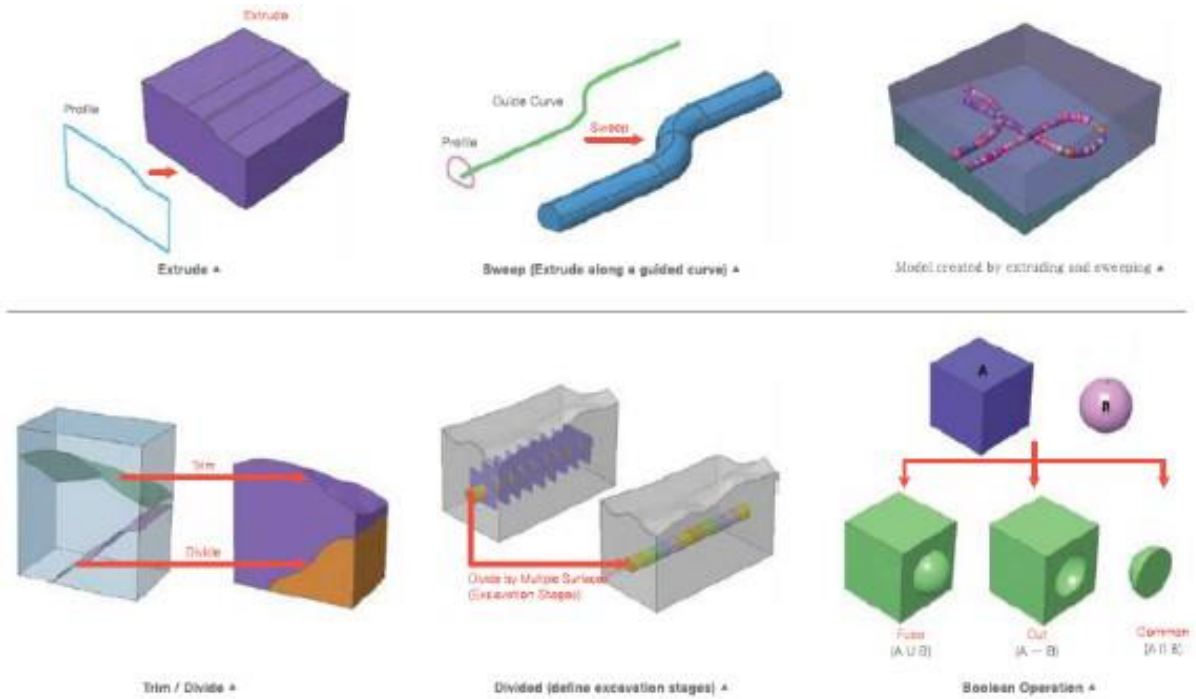 Extrude
Profile
Extrude ▲
Guide Curve
Sweep
Profile
Sweep (Extrude along a guided curve) ▲
Model created by extruding and sweeping ▲
Trim
Divide
Trim / Divide ▲
Divide by Multiple Surfaces
(Excavation Stages)
Divided (define excavation stages) ▲
A
B
Fuse
(A ∪ B)
Cut
(A − B)
Common
(A ∩ B)
Boolean Operation ▲